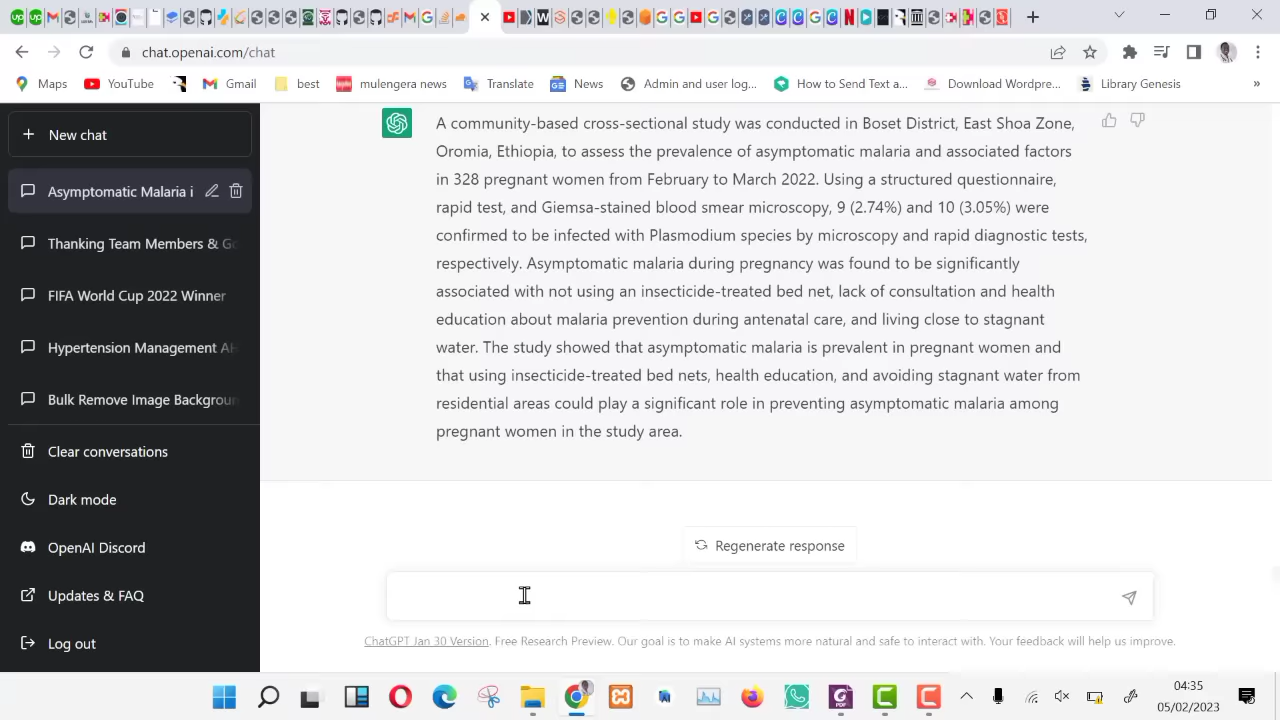 chat.openai.com/chat
Maps
YouTube
Gmail
best
mulengera news
Translate
News
Admin and user log...
How to Send Text a...
Download Wordpre...
Library Genesis
»
New chat
Asymptomatic Malaria i
Thanking Team Members & Go
FIFA World Cup 2022 Winner
Hypertension Management AH
Bulk Remove Image Backgroun
Clear conversations
Dark mode
OpenAI Discord
Updates & FAQ
Log out
A community-based cross-sectional study was conducted in Boset District, East Shoa Zone,
Oromia, Ethiopia, to assess the prevalence of asymptomatic malaria and associated factors
in 328 pregnant women from February to March 2022. Using a structured questionnaire,
rapid test, and Giemsa-stained blood smear microscopy, 9 (2.74%) and 10 (3.05%) were
confirmed to be infected with Plasmodium species by microscopy and rapid diagnostic tests,
respectively. Asymptomatic malaria during pregnancy was found to be significantly
associated with not using an insecticide-treated bed net, lack of consultation and health
education about malaria prevention during antenatal care, and living close to stagnant
water. The study showed that asymptomatic malaria is prevalent in pregnant women and
that using insecticide-treated bed nets, health education, and avoiding stagnant water from
residential areas could play a significant role in preventing asymptomatic malaria among
pregnant women in the study area.
Regenerate response
ChatGPT Jan 30 Version. Free Research Preview. Our goal is to make AI systems more natural and safe to interact with. Your feedback will help us improve.
04:35
05/02/2023